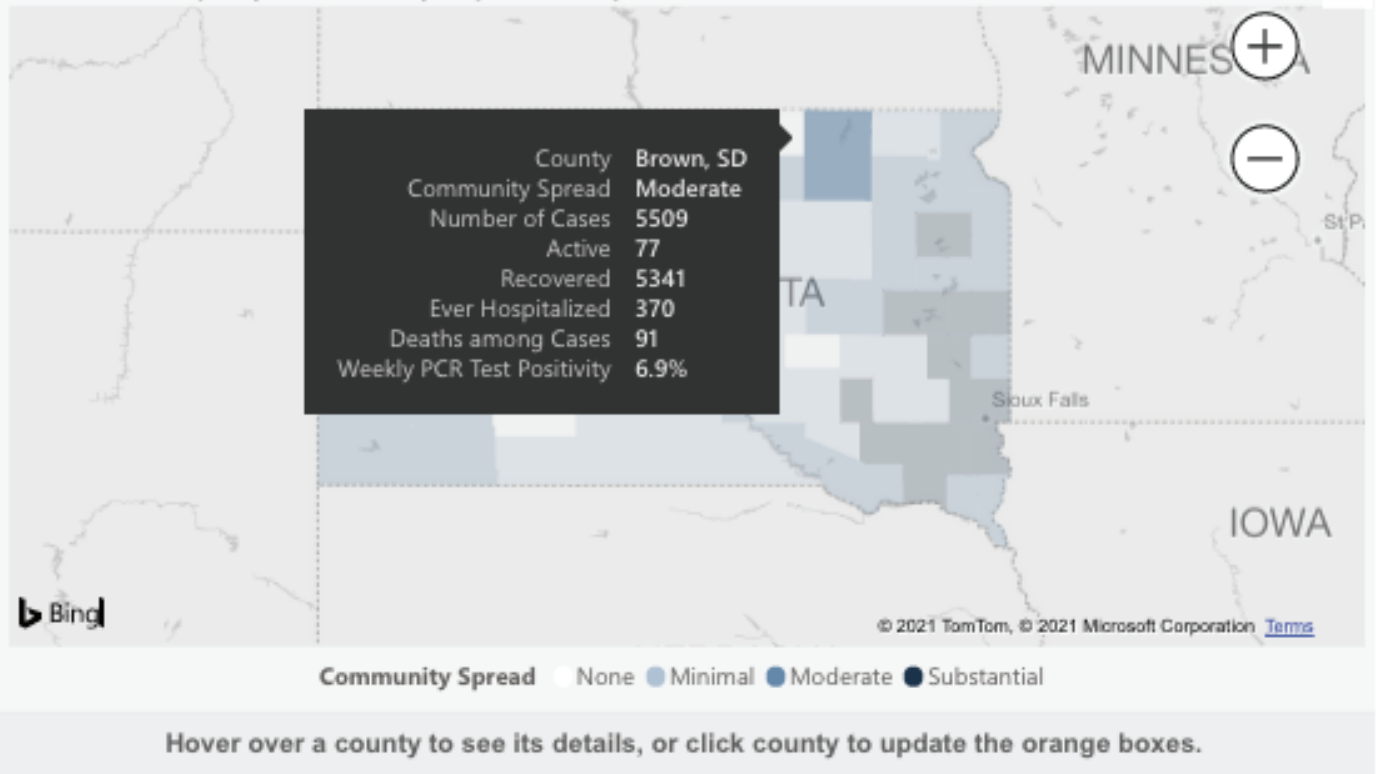 MINNES A
County Brown, SD
Community Spread Moderate
Number of Cases 5509
Active 77
Recovered 5341
Ever Hospitalized 370
Deaths among Cases 91
Weekly PCR Test Positivity 6.9%
St P
TA
Sioux Falls
IOWA
Bing
© 2021 TomTom, © 2021 Microsoft Corporation Terms
Community Spread None Minimal Moderate Substantial
Hover over a county to see its details, or click county to update the orange boxes.